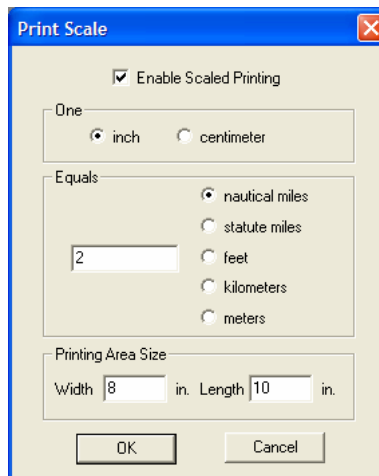 Print Scale
Enable Scaled Printing
One
inch centimeter
Equals
nautical miles
statute miles
2
feet
kilometers
meters
Printing Area Size
Width 8 in. Length 10 in.
OK Cancel